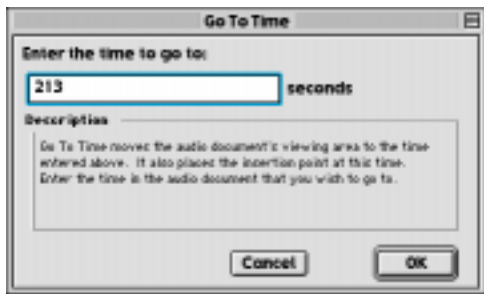 Go To Time
Enter the time to go to:
213 seconds
Description
Go To Time moves the audio document's viewing area to the time
entered above. It also places the insertion point at this time.
Enter the time in the audio document that you wish to go to.
Cancel OK